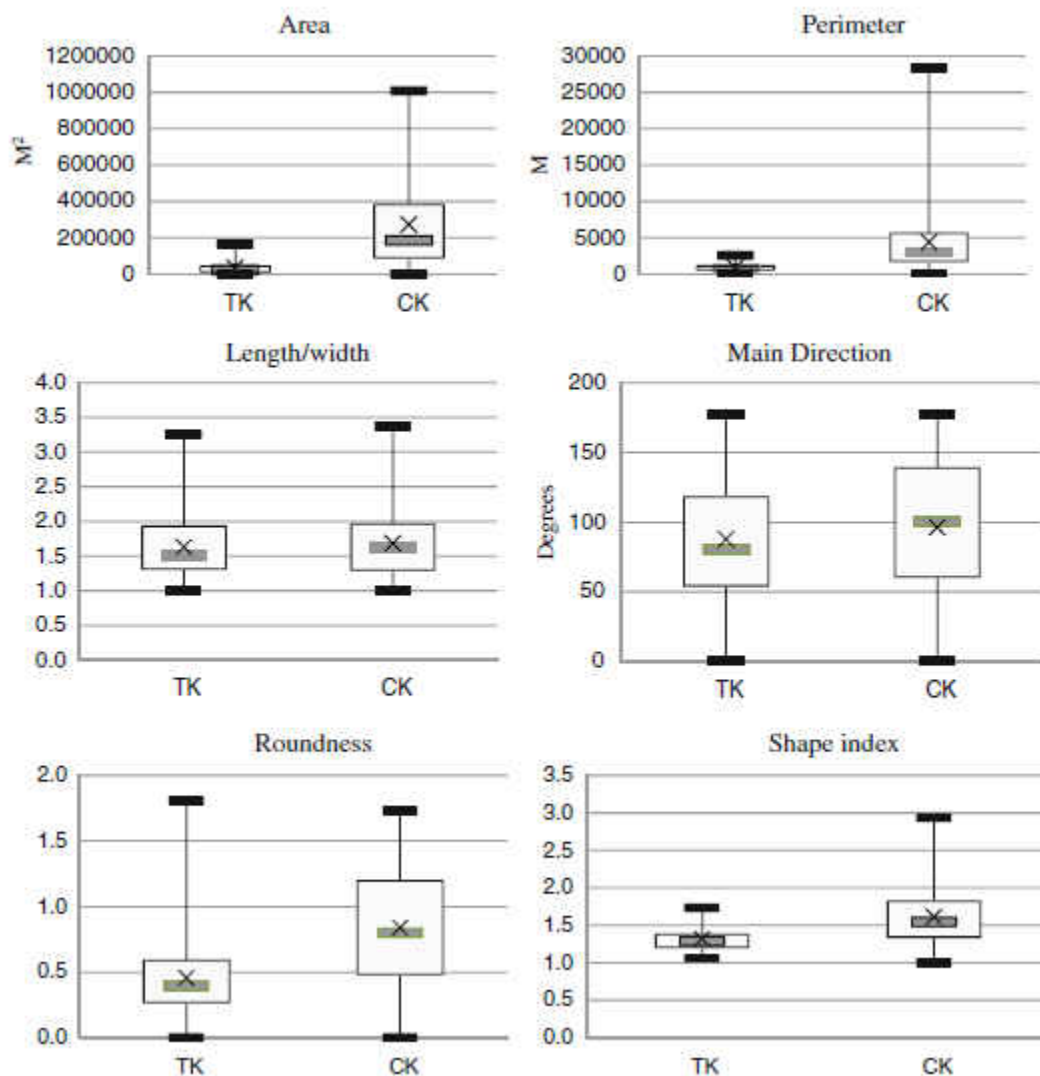 Area
M²
1200000
1000000
800000
600000
400000
200000
0
TK
CK
Perimeter
M
30000
25000
20000
15000
10000
5000
0
TK
CK
Length/width
4.0
3.5
3.0
2.5
2.0
1.5
1.0
0.5
0.0
TK
CK
Main Direction
Degrees
200
150
100
50
0
TK
CK
Roundness
2.0
1.5
1.0
0.5
0.0
TK
CK
Shape index
3.5
3.0
2.5
2.0
1.5
1.0
0.5
0.0
TK
CK